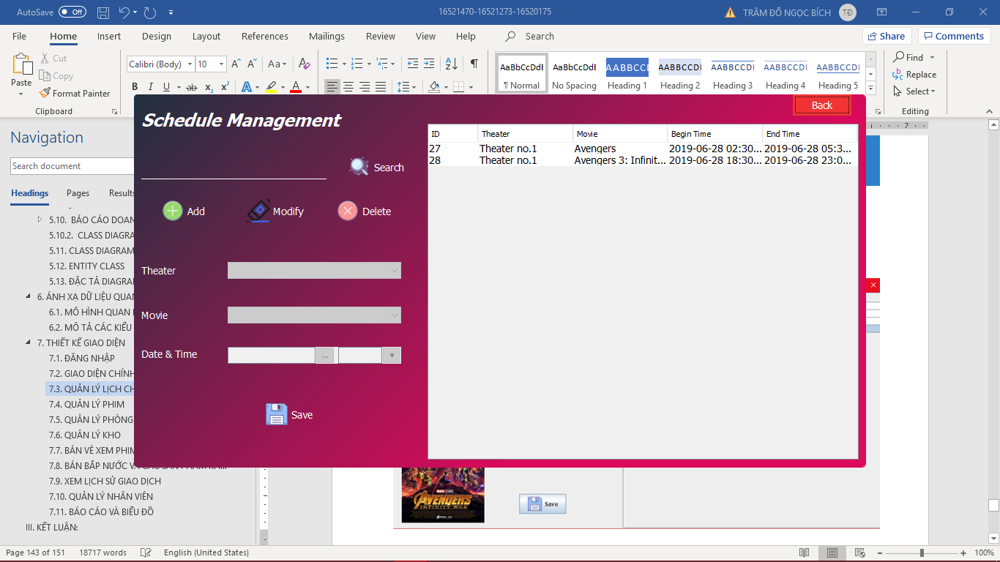 AutoSave Off
16521470-16521273-16520175
TRÂM ĐỖ NGỌC BÍCH TĐ
File Home Insert Design Layout References Mailings Review View Help Search
Share Comments
Paste
Cut
Copy
Format Painter
Clipboard
Calibri (Body) 10
Aa
B I U ab x₂ x² A A
AaBbCcDdE AaBbCcDdE AABBCCI AABBCCDI AABBCCDI AABBCCDI AABBCCDI
¶ Normal No Spacing Heading 1 Heading 2 Heading 3 Heading 4 Heading 5
Find
Replace
Select
Editing
Navigation
Search document
Headings Pages Results
5.10. BÁO CÁO DOAN
5.10.2. CLASS DIAGRA
5.11. CLASS DIAGRAM
5.12. ENTITY CLASS
5.13. ĐẶC TẢ DIAGRA
6. ÁNH XẠ DỮ LIỆU QUAN
6.1. MÔ HÌNH QUAN
6.2. MÔ TẢ CÁC KIỂU
7. THIẾT KẾ GIAO DIỆN
7.1. ĐĂNG NHẬP
7.2. GIAO DIỆN CHÍNH
7.3. QUẢN LÝ LỊCH CH
7.4. QUẢN LÝ PHIM
7.5. QUẢN LÝ PHÒNG
7.6. QUẢN LÝ KHO
7.7. BÁN VÉ XEM PHIM
7.8. BÁN BẮP NƯỚC
7.9. XEM LỊCH SỬ GIAO DỊCH
7.10. QUẢN LÝ NHÂN VIÊN
7.11. BÁO CÁO VÀ BIỂU ĐỒ
III. KẾT LUẬN:
Schedule Management
Back
Search
Add Modify Delete
Theater
Movie
Date & Time
...
Save
ID Theater Movie Begin Time End Time
27 Theater no.1 Avengers 2019-06-28 02:30... 2019-06-28 05:3...
28 Theater no.1 Avengers 3: Infinit... 2019-06-28 18:30... 2019-06-28 23:0...
7
MARVEL STUDIOS
AVENGERS
INFINITY WAR
Save
Page 143 of 151 18717 words English (United States)
100%